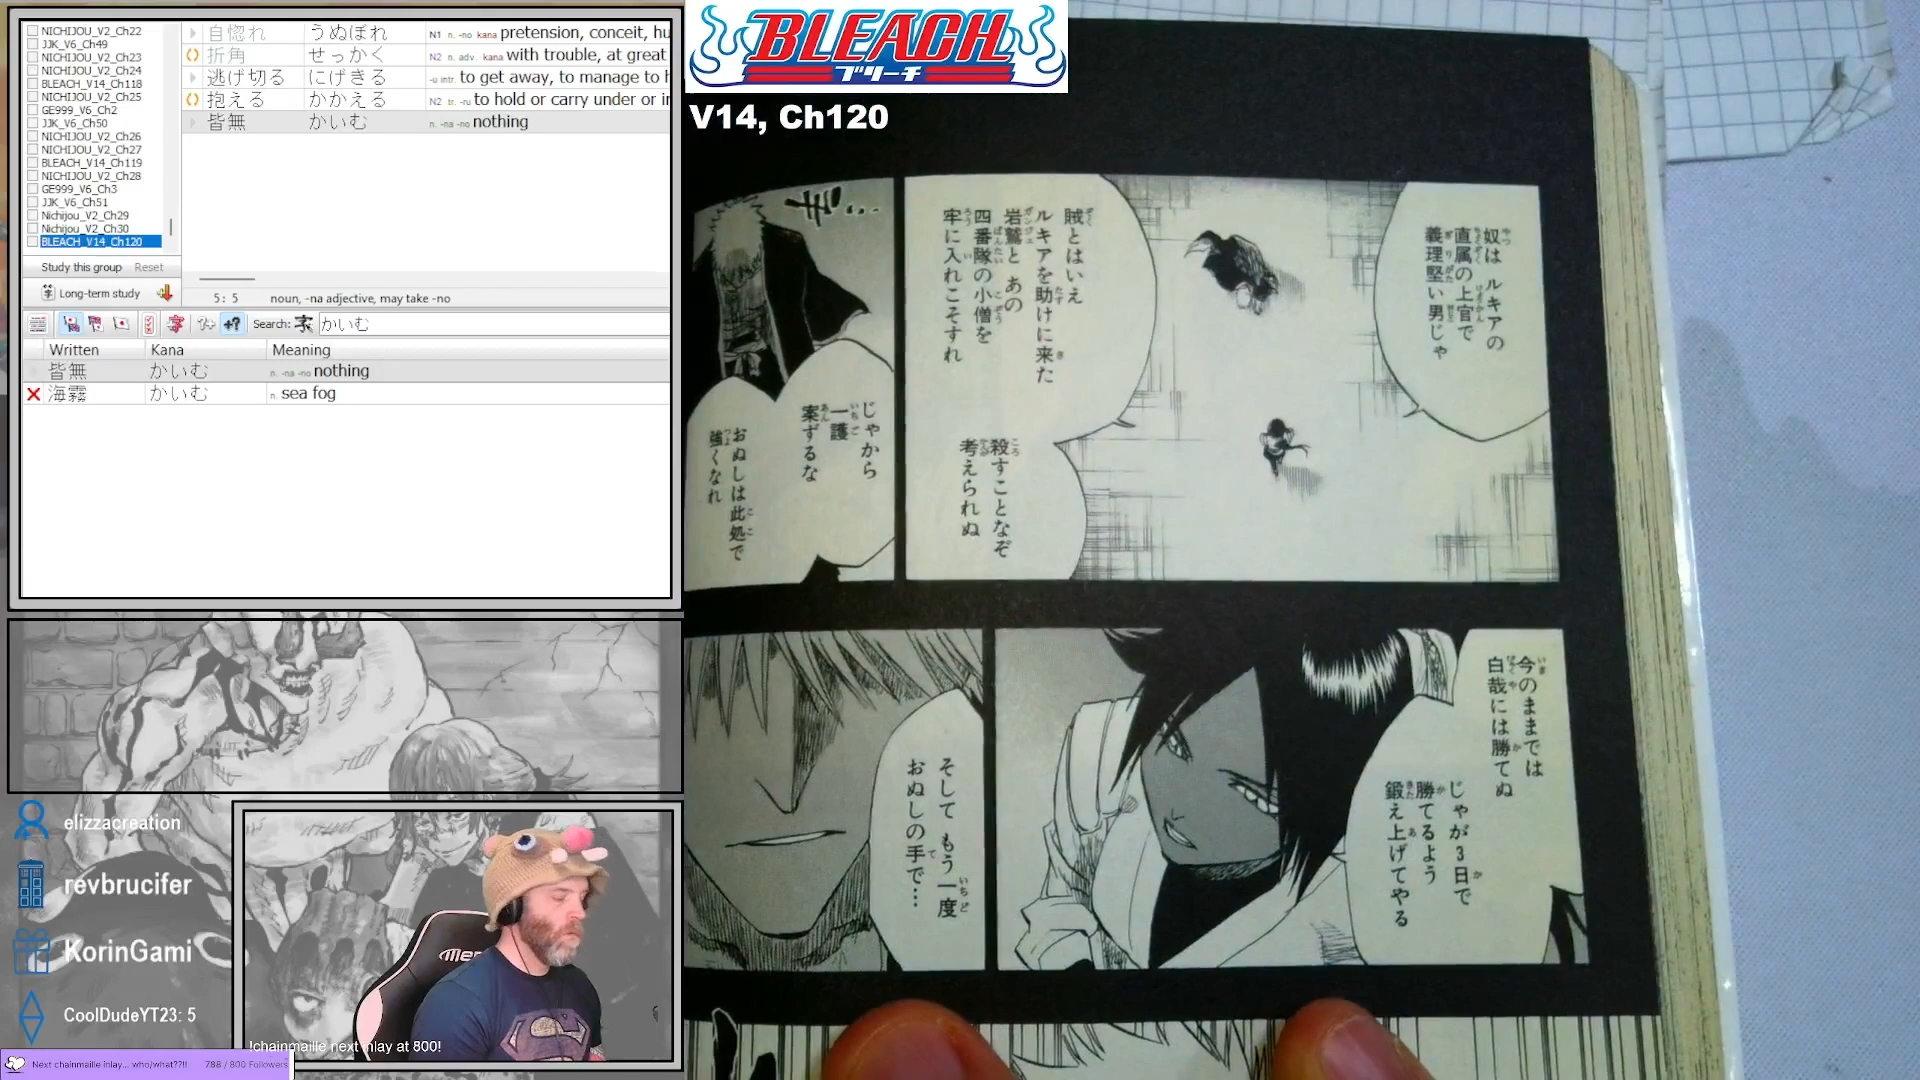 NICHIJOU_V2_Ch22
JJK_V6_Ch49
NICHIJOU_V2_Ch23
NICHIJOU_V2_Ch24
BLEACH_V14_Ch118
NICHIJOU_V2_Ch25
GE999_V6_Ch2
JJK_V6_Ch50
NICHIJOU_V2_Ch26
NICHIJOU_V2_Ch27
BLEACH_V14_Ch119
NICHIJOU_V2_Ch28
GE999_V6_Ch3
JJK_V6_Ch51
Nichijou_V2_Ch29
Nichijou_V2_Ch30
BLEACH_V14_Ch120
Study this group Reset
Long-term study
自惚れ うぬぼれ N1 n. -no kana pretension, conceit, hu
折角 せっかく N2 n. adv. kana with trouble, at great
逃げ切る にげきる -u intr. to get away, to manage to h
抱える かかえる N2 tr. -ru to hold or carry under or i
皆無 かいむ n. -na -no nothing
5: 5 noun, -na adjective, may take -no
Search: かいむ
Written Kana Meaning
皆無 かいむ n. -na -no nothing
海霧 かいむ n. sea fog
BLEACH
ブリーチ
V14, Ch120
奴は ルキアの
直属の上官で
義理堅い男じゃ
賊とはいえ
ルキアを助けに来た
岩鷲と あの
四番隊の小僧を
牢に入れこそすれ
殺すことなぞ
考えられぬ
じゃから
一護
案ずるな
おぬしは此処で
強くなれ
今のままでは
白哉には勝てぬ
じゃが3日で
勝てるよう
鍛え上げてやる
そして もう一度
おぬしの手で…
elizzacreation
revbrucifer
KorinGami
CoolDudeYT23: 5
!chainmaille next inlay at 800!
Next chainmaille inlay... who/what??!! 788 / 800 Followers